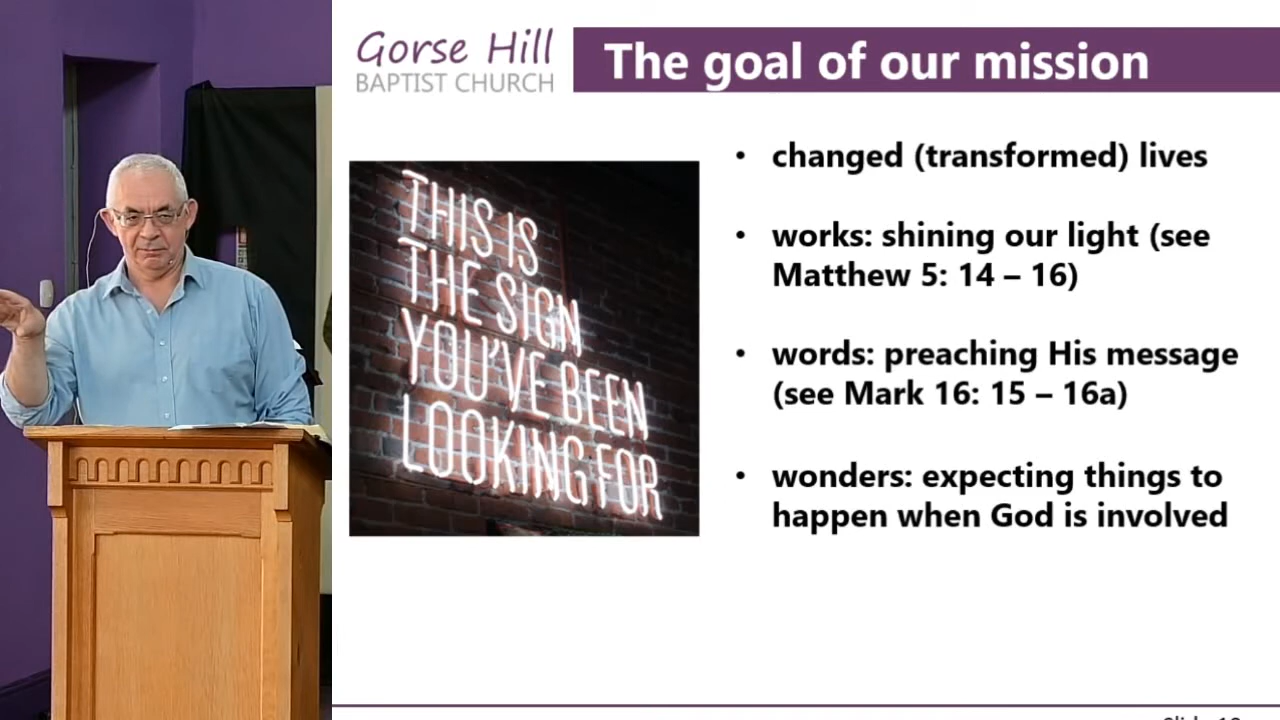 Gorse Hill
BAPTIST CHURCH
The goal of our mission
THIS IS
THE SIGN
YOU'VE BEEN
LOOKING FOR
• changed (transformed) lives
• works: shining our light (see
Matthew 5: 14 – 16)
• words: preaching His message
(see Mark 16: 15 – 16a)
• wonders: expecting things to
happen when God is involved